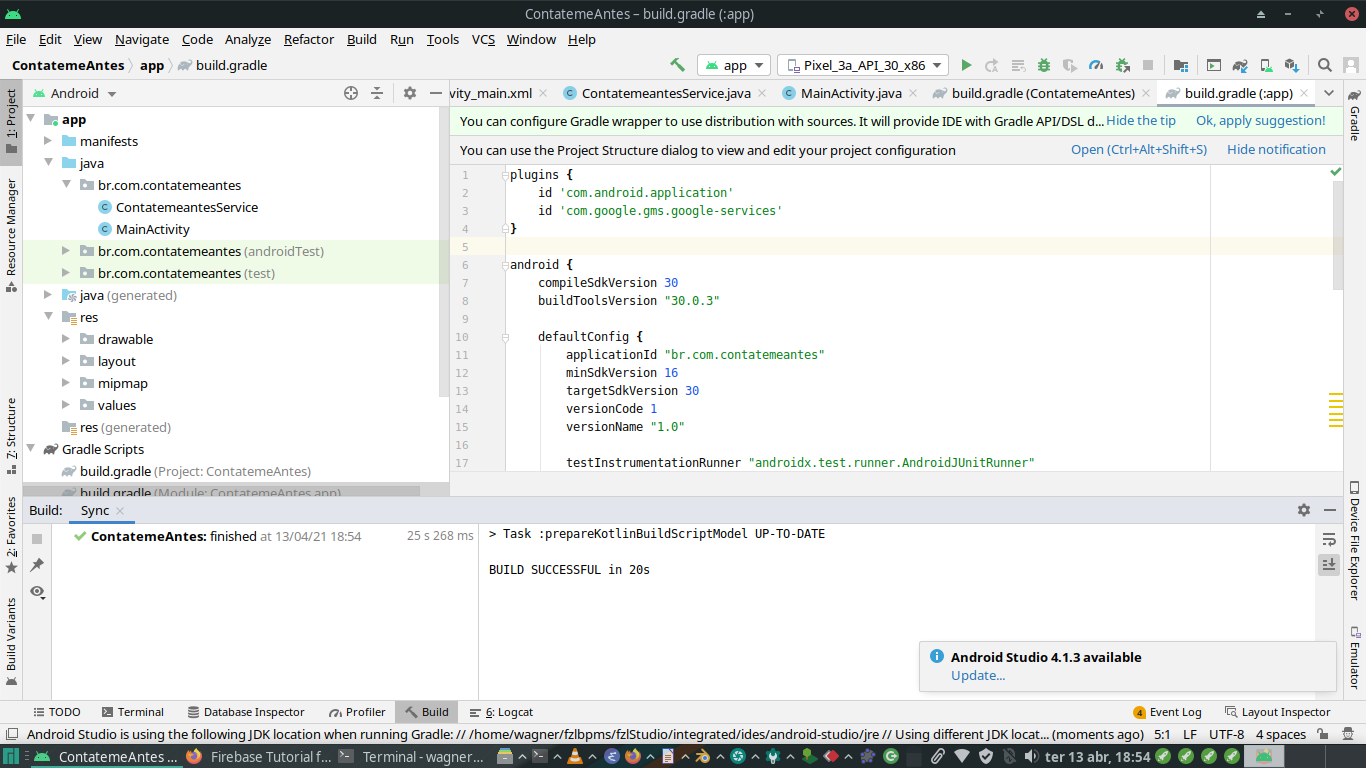 ContatemeAntes – build.gradle (:app)
File Edit View Navigate Code Analyze Refactor Build Run Tools VCS Window Help
ContatemeAntes app build.gradle
app Pixel_3a_API_30_x86
1: Project
Resource Manager
7: Structure
2: Favorites
Build Variants
Android
app
manifests
java
br.com.contatemeantes
ContatemeantesService
MainActivity
br.com.contatemeantes (androidTest)
br.com.contatemeantes (test)
java (generated)
res
drawable
layout
mipmap
values
res (generated)
Gradle Scripts
build.gradle (Project: ContatemeAntes)
build.gradle (Module: ContatemeAntes.app)
vity_main.xml ContatemeantesService.java MainActivity.java build.gradle (ContatemeAntes) build.gradle (:app)
You can configure Gradle wrapper to use distribution with sources. It will provide IDE with Gradle API/DSL d... Hide the tip Ok, apply suggestion!
You can use the Project Structure dialog to view and edit your project configuration Open (Ctrl+Alt+Shift+S) Hide notification
1 plugins {
2 id 'com.android.application'
3 id 'com.google.gms.google-services'
4 }
5
6 android {
7 compileSdkVersion 30
8 buildToolsVersion "30.0.3"
9
10 defaultConfig {
11 applicationId "br.com.contatemeantes"
12 minSdkVersion 16
13 targetSdkVersion 30
14 versionCode 1
15 versionName "1.0"
16
17 testInstrumentationRunner "androidx.test.runner.AndroidJUnitRunner"
Gradle
Device File Explorer
Emulator
Build: Sync
ContatemeAntes: finished at 13/04/21 18:54 25 s 268 ms
> Task :prepareKotlinBuildScriptModel UP-TO-DATE
BUILD SUCCESSFUL in 20s
Android Studio 4.1.3 available
Update...
TODO Terminal Database Inspector Profiler Build 6: Logcat 4 Event Log Layout Inspector
Android Studio is using the following JDK location when running Gradle: // /home/wagner/fzlbpms/fzlStudio/integrated/ides/android-studio/jre // Using different JDK locat... (moments ago) 5:1 LF UTF-8 4 spaces
ContatemeAntes ... Firebase Tutorial f... Terminal - wagner... ter 13 abr, 18:54